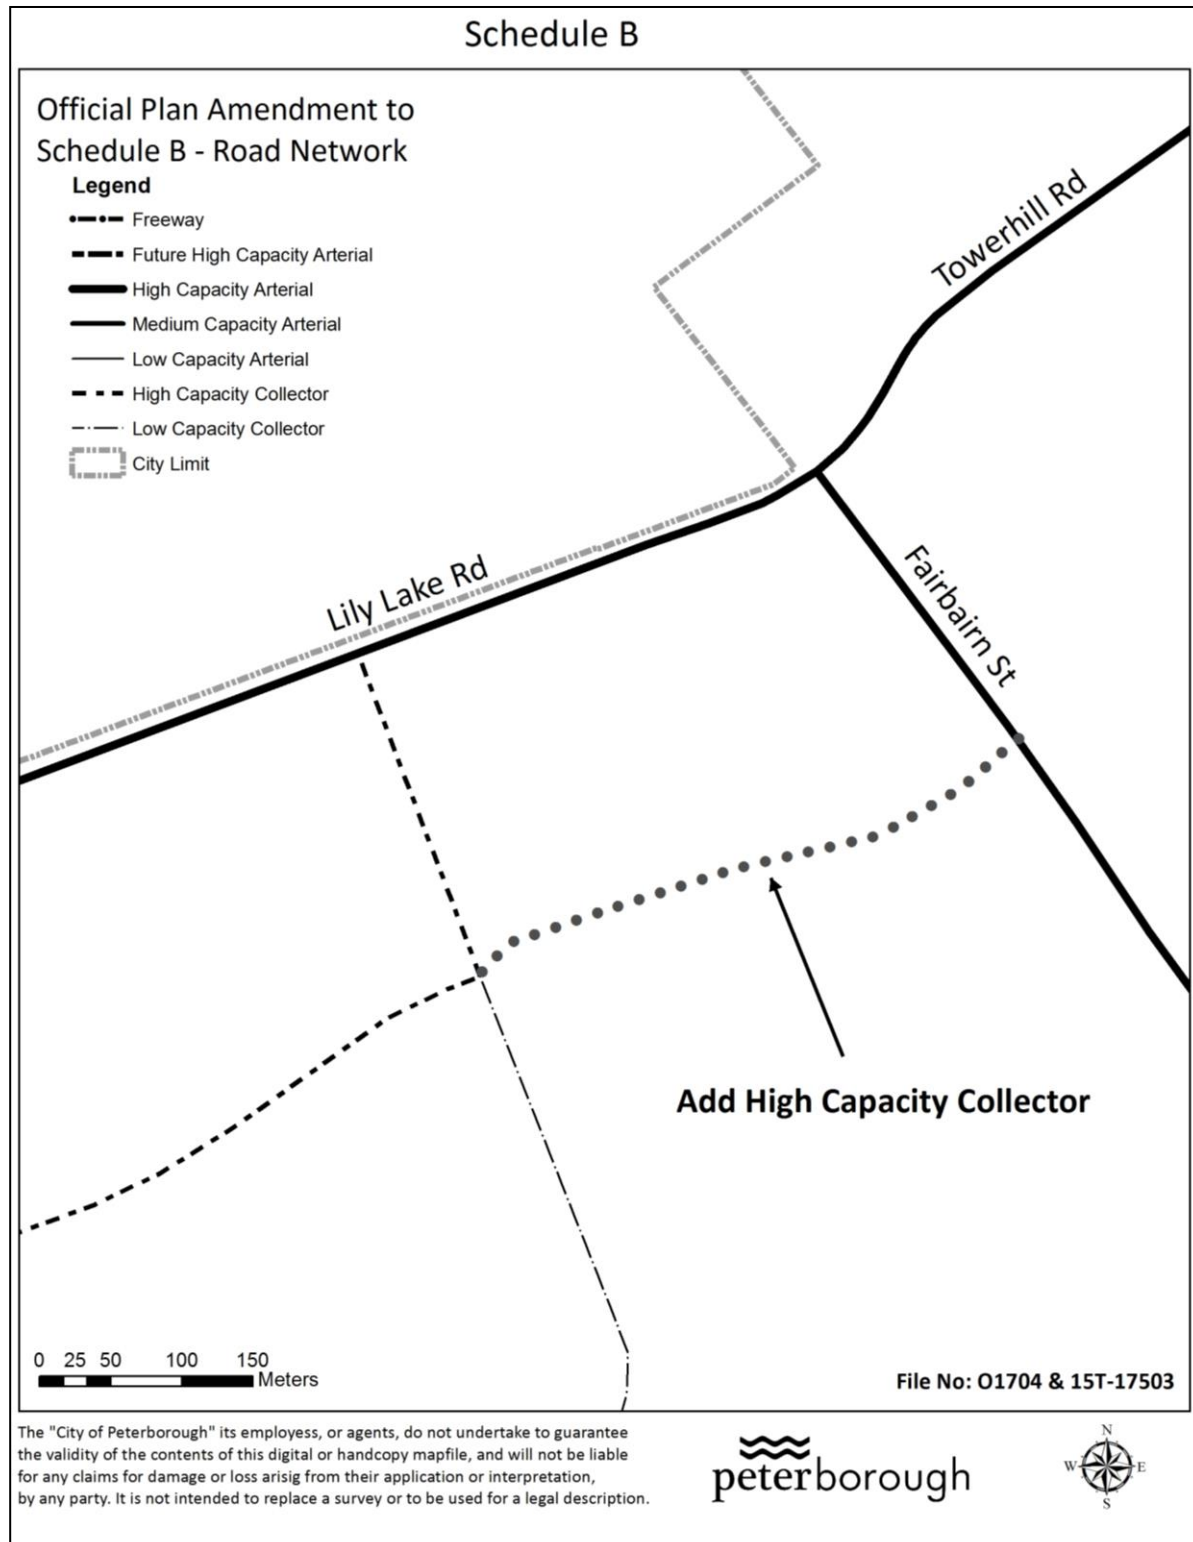 Schedule B
Official Plan Amendment to
Schedule B - Road Network
Legend
Freeway
Future High Capacity Arterial
High Capacity Arterial
Medium Capacity Arterial
Low Capacity Arterial
High Capacity Collector
Low Capacity Collector
City Limit
Towerhill Rd
Lily Lake Rd
Fairbairn St
Add High Capacity Collector
0 25 50 100 150
Meters
File No: O1704 & 15T-17503
The "City of Peterborough" its employess, or agents, do not undertake to guarantee
the validity of the contents of this digital or handcopy mapfile, and will not be liable
for any claims for damage or loss arisig from their application or interpretation,
by any party. It is not intended to replace a survey or to be used for a legal description.
peterborough
N
W E
S